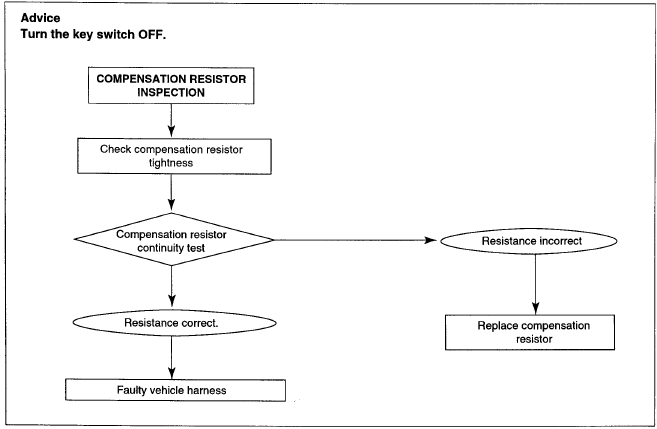 Advice
Turn the key switch OFF.
COMPENSATION RESISTOR
INSPECTION
Check compensation resistor
tightness
Compensation resistor
continuity test
Resistance incorrect
Resistance correct.
Replace compensation
resistor
Faulty vehicle harness